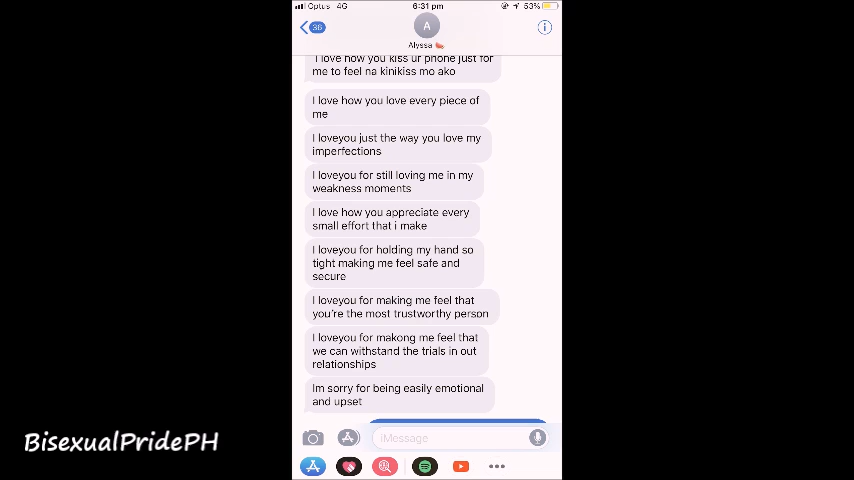 Optus 4G
6:31 pm
53%
36
A
Alyssa
I love how you kiss ur phone just for
me to feel na kinikiss mo ako
I love how you love every piece of
me
I loveyou just the way you love my
imperfections
I loveyou for still loving me in my
weakness moments
I love how you appreciate every
small effort that i make
I loveyou for holding my hand so
tight making me feel safe and
secure
I loveyou for making me feel that
you're the most trustworthy person
I loveyou for makong me feel that
we can withstand the trials in out
relationships
Im sorry for being easily emotional
and upset
iMessage
BisexualPridePH